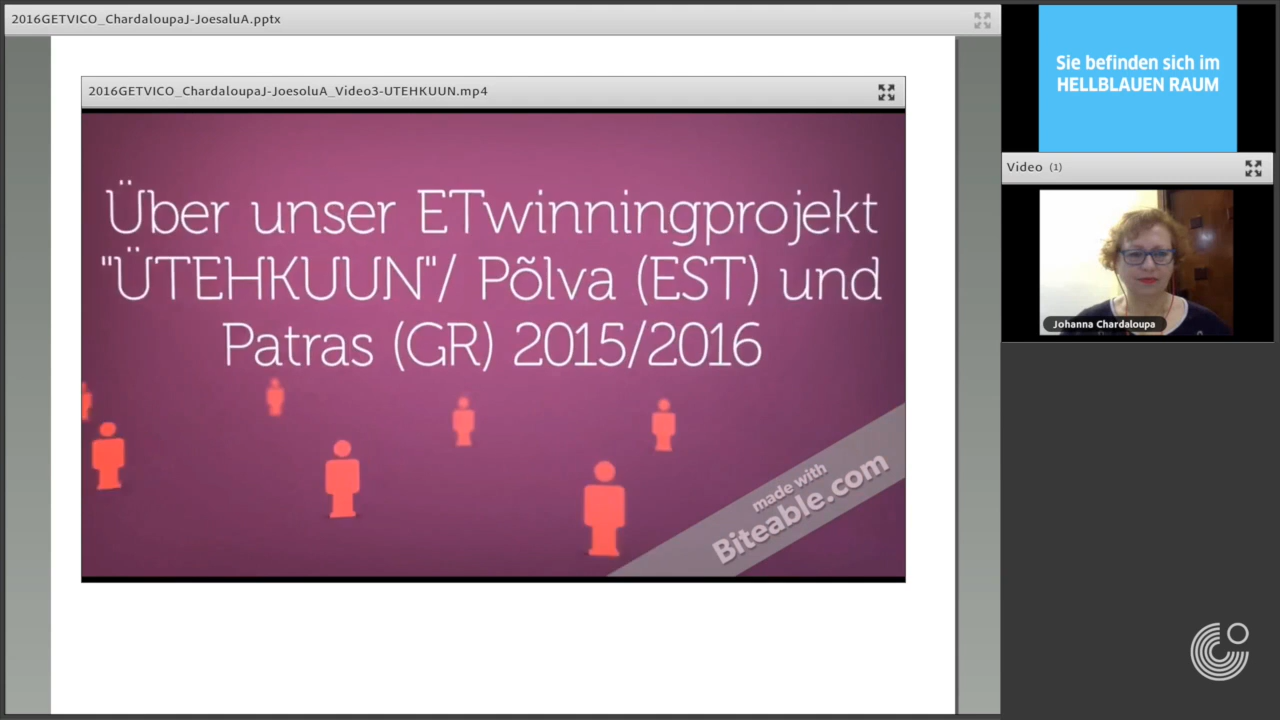 2016GETVICO_ChardaloupaJ-JoesaluA.pptx
2016GETVICO_ChardaloupaJ-JoesoluA_Video3-UTEHKUUN.mp4
Über unser ETwinningprojekt
"ÜTEHKUUN"/ Põlva (EST) und
Patras (GR) 2015/2016
made with
Biteable.com
Sie befinden sich im
HELLBLAUEN RAUM
Video (1)
Johanna Chardaloupa